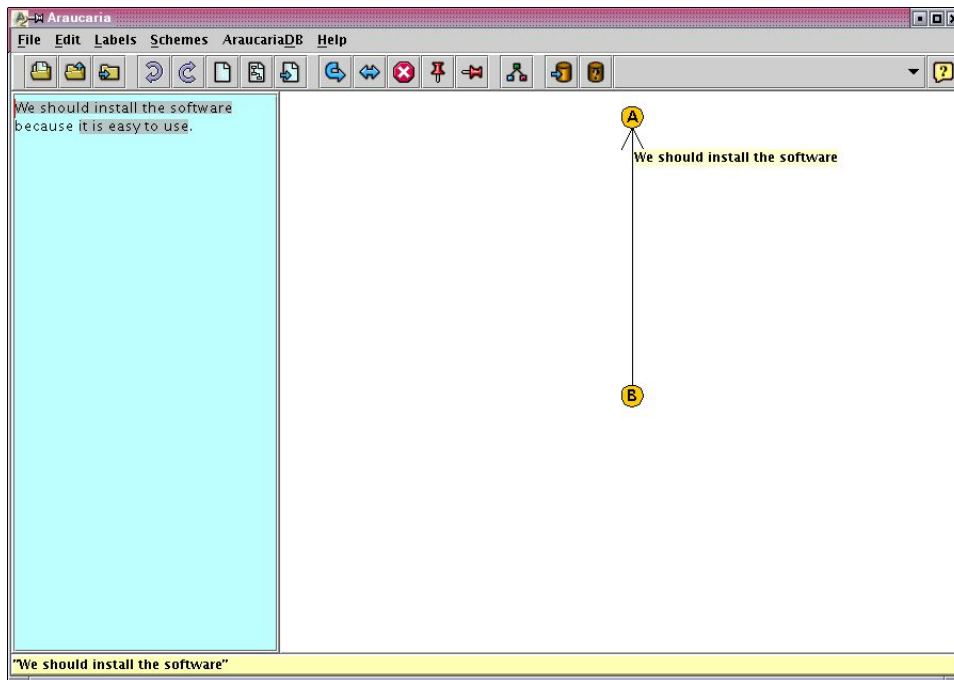 Araucaria
File Edit Labels Schemes AraucariaDB Help
We should install the software
because it is easy to use.
A
We should install the software
B
"We should install the software"